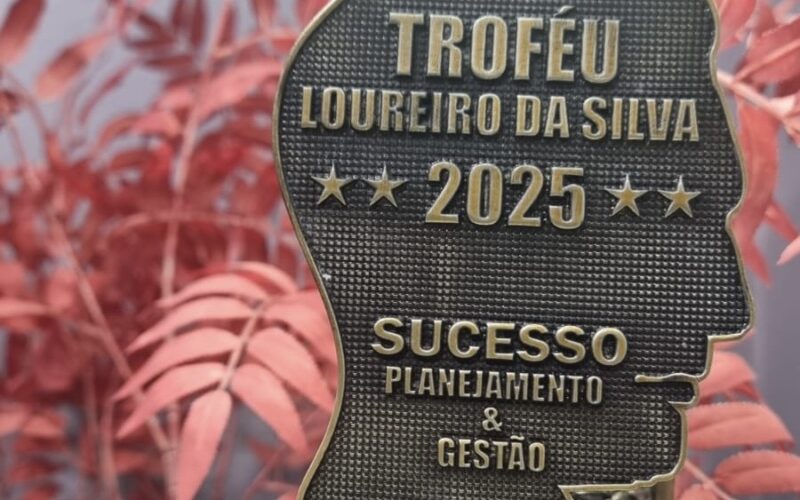 TROFÉU
LOUREIRO DA SILVA
2025
SUCESSO
PLANEJAMENTO
&
GESTÃO